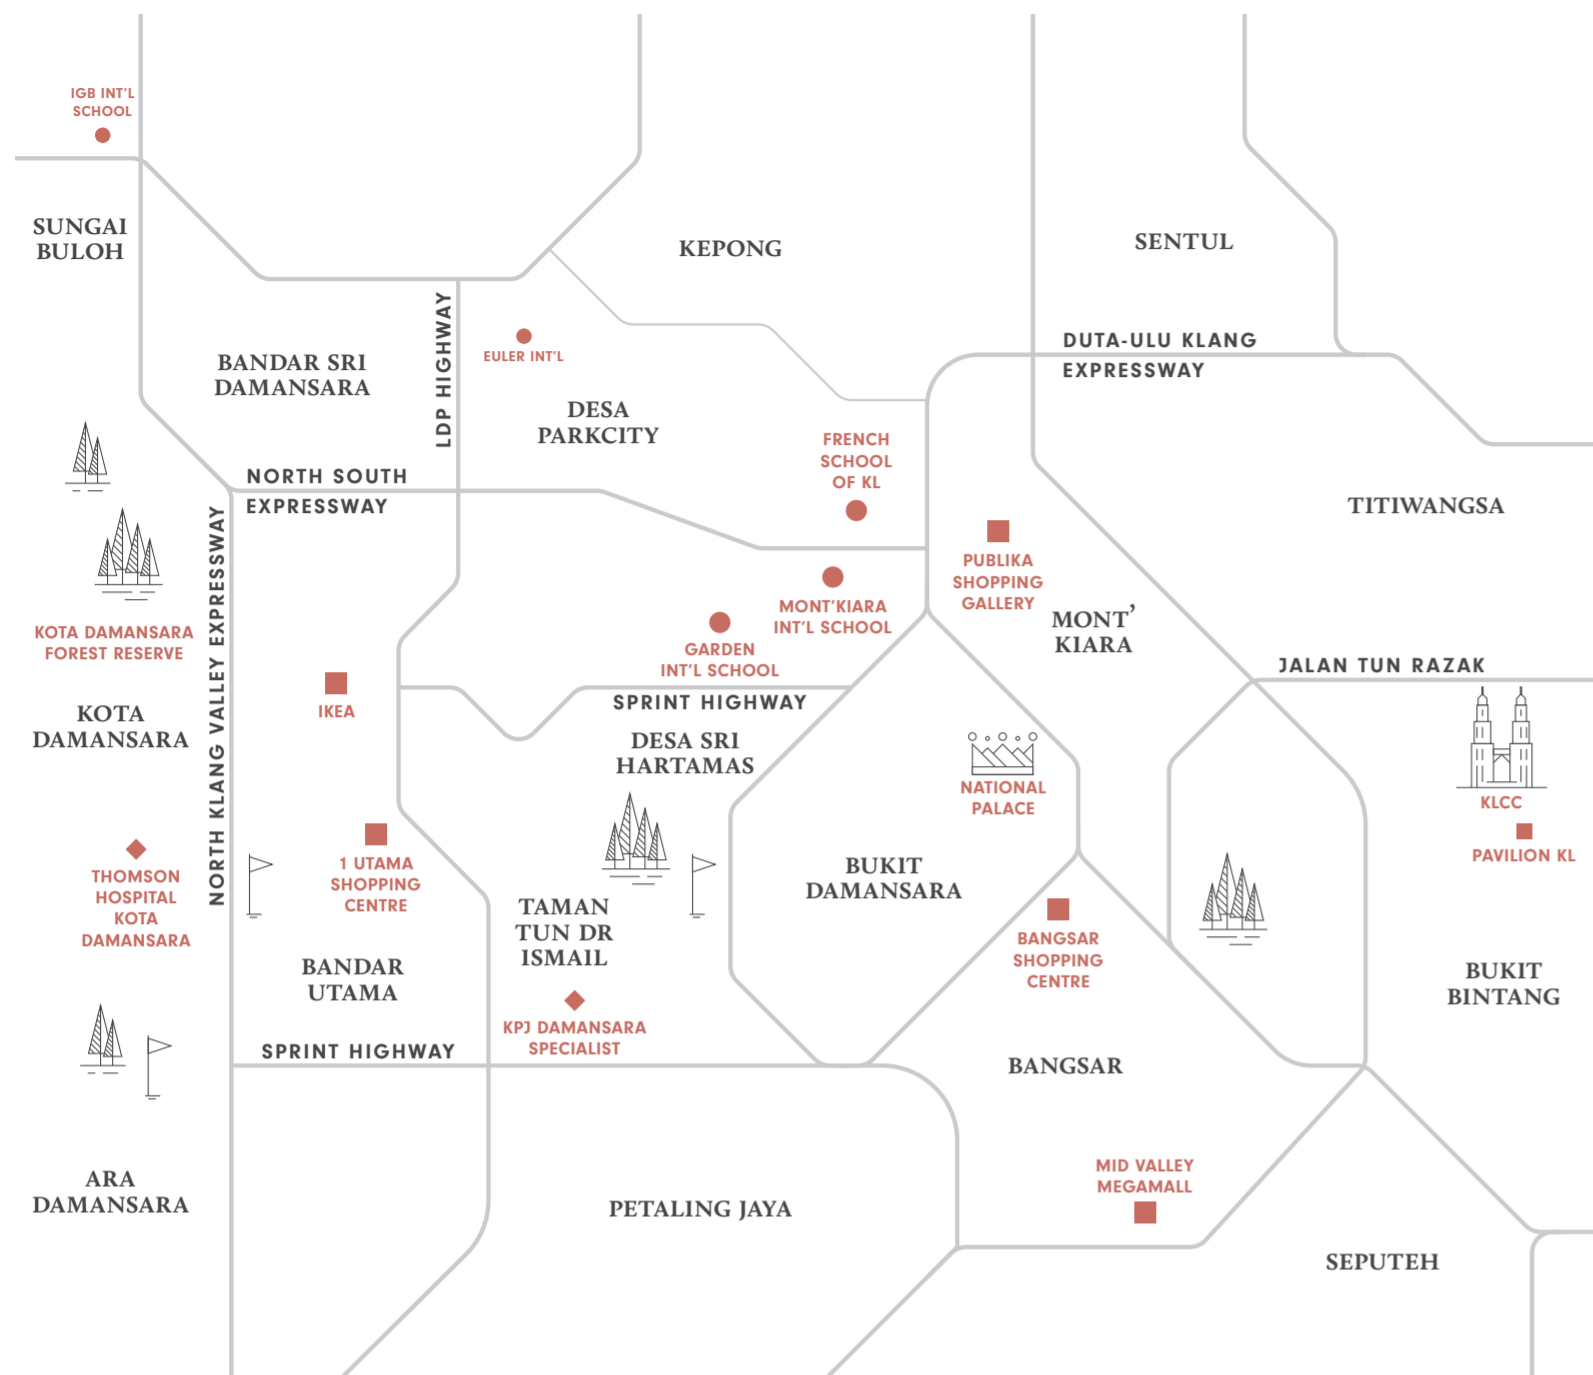 IGB INT'L
SCHOOL
SUNGAI
BULOH
KEPONG
SENTUL
LDP HIGHWAY
EULER INT'L
BANDAR SRI
DAMANSARA
DUTA-ULU KLANG
EXPRESSWAY
DESA
PARKCITY
FRENCH
SCHOOL
OF KL
NORTH SOUTH
EXPRESSWAY
TITIWANGSA
NORTH KLANG VALLEY EXPRESSWAY
PUBLIKA
SHOPPING
GALLERY
MONT'KIARA
INT'L SCHOOL
MONT’
KIARA
KOTA DAMANSARA
FOREST RESERVE
GARDEN
INT'L SCHOOL
JALAN TUN RAZAK
SPRINT HIGHWAY
IKEA
KOTA
DAMANSARA
DESA SRI
HARTAMAS
NATIONAL
PALACE
KLCC
PAVILION KL
THOMSON
HOSPITAL
KOTA
DAMANSARA
1 UTAMA
SHOPPING
CENTRE
BUKIT
DAMANSARA
TAMAN
TUN DR
ISMAIL
BANGSAR
SHOPPING
CENTRE
BANDAR
UTAMA
BUKIT
BINTANG
KPJ DAMANSARA
SPECIALIST
SPRINT HIGHWAY
BANGSAR
ARA
DAMANSARA
PETALING JAYA
MID VALLEY
MEGAMALL
SEPUTEH